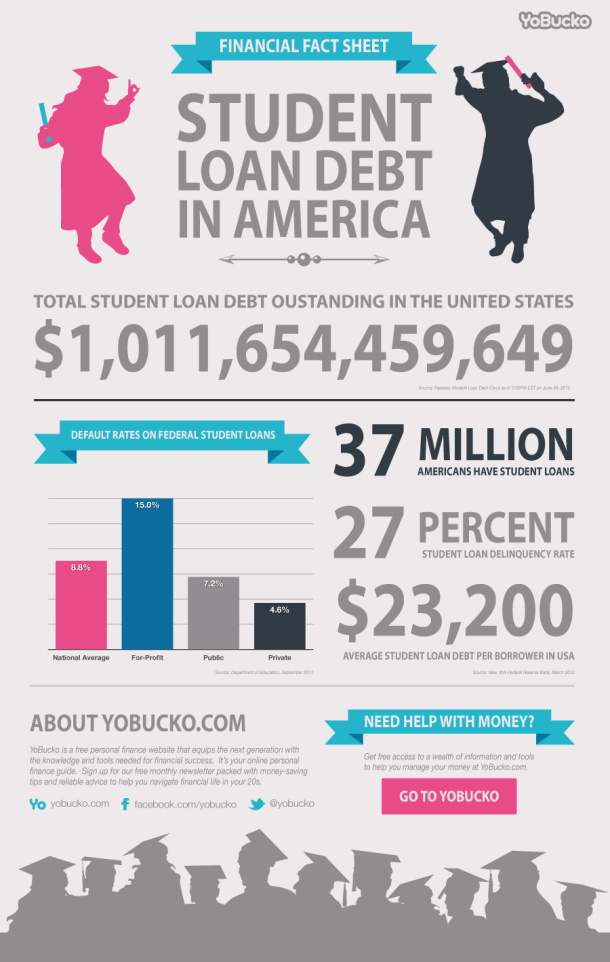 YoBucko
FINANCIAL FACT SHEET
STUDENT
LOAN DEBT
IN AMERICA
TOTAL STUDENT LOAN DEBT OUSTANDING IN THE UNITED STATES
$1,011,654,459,649
Source: Student Loan Debt Clock as of EST on June 24, 2012
DEFAULT RATES ON FEDERAL STUDENT LOANS
8.8%
15.0%
7.2%
4.6%
National Average For-Profit Public Private
Source: Department of Education, September 2011
37 MILLION
AMERICANS HAVE STUDENT LOANS
27 PERCENT
STUDENT LOAN DELINQUENCY RATE
$23,200
AVERAGE STUDENT LOAN DEBT PER BORROWER IN USA
Source: New York Federal Reserve Bank, March 2012
ABOUT YOBUCKO.COM
YoBucko is a free personal finance website that equips the next generation with
the knowledge and tools needed for financial success. It's your online personal
finance guide. Sign up for our free monthly newsletter packed with money-saving
tips and reliable advice to help you navigate financial life in your 20s.
Yo yobucko.com f facebook.com/yobucko @yobucko
NEED HELP WITH MONEY?
Get free access to a wealth of information and tools
to help you manage your money at YoBucko.com.
GO TO YOBUCKO